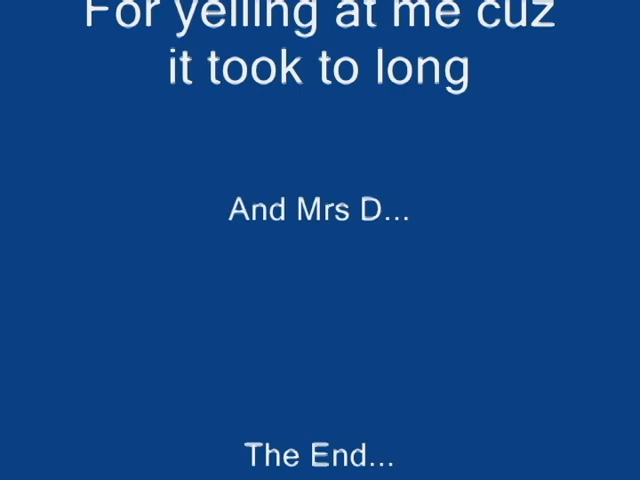 For yelling at me cuz
it took to long
And Mrs D...
The End...